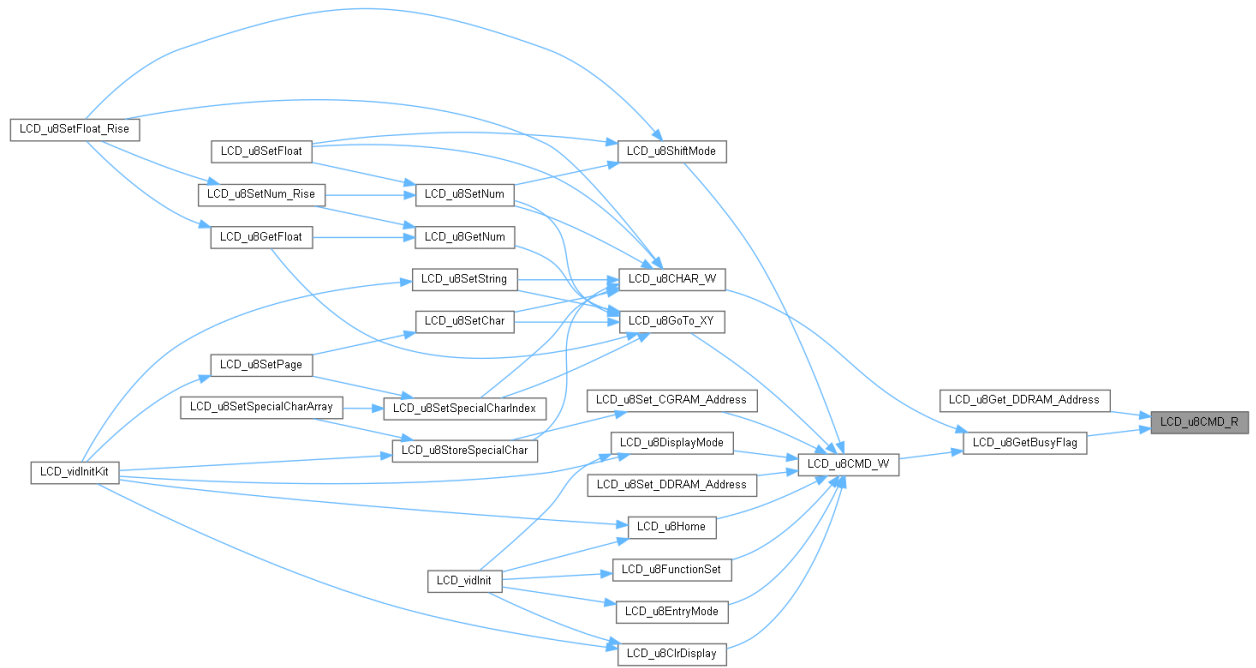 LCD_u8SetFloat_Rise
LCD_u8SetFloat
LCD_u8ShiftMode
LCD_u8SetNum_Rise
LCD_u8SetNum
LCD_u8GetFloat
LCD_u8GetNum
LCD_u8SetString
LCD_u8CHAR_W
LCD_u8SetChar
LCD_u8GoTo_XY
LCD_u8SetPage
LCD_u8SetSpecialCharArray
LCD_u8SetSpecialCharIndex
LCD_u8Set_CGRAM_Address
LCD_u8Get_DDRAM_Address
LCD_u8CMD_R
LCD_u8StoreSpecialChar
LCD_u8DisplayMode
LCD_u8GetBusyFlag
LCD_vidInitKit
LCD_u8CMD_W
LCD_u8Set_DDRAM_Address
LCD_u8Home
LCD_vidInit
LCD_u8FunctionSet
LCD_u8EntryMode
LCD_u8ClrDisplay